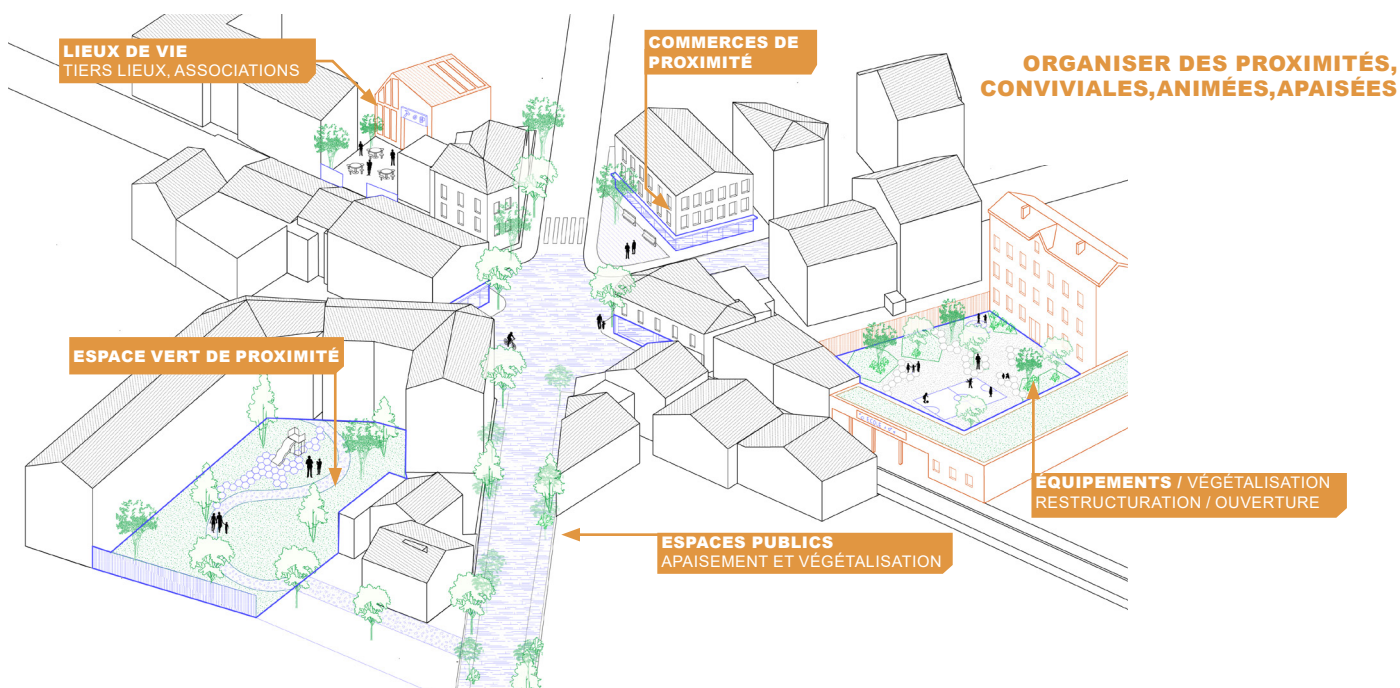 LIEUX DE VIE
TIERS LIEUX, ASSOCIATIONS
COMMERCES DE
PROXIMITÉ
ORGANISER DES PROXIMITÉS,
CONVIVIALES,ANIMÉES,APAISÉES
ESPACE VERT DE PROXIMITÉ
ÉQUIPEMENTS / VÉGÉTALISATION
RESTRUCTURATION / OUVERTURE
ESPACES PUBLICS
APAISEMENT ET VÉGÉTALISATION